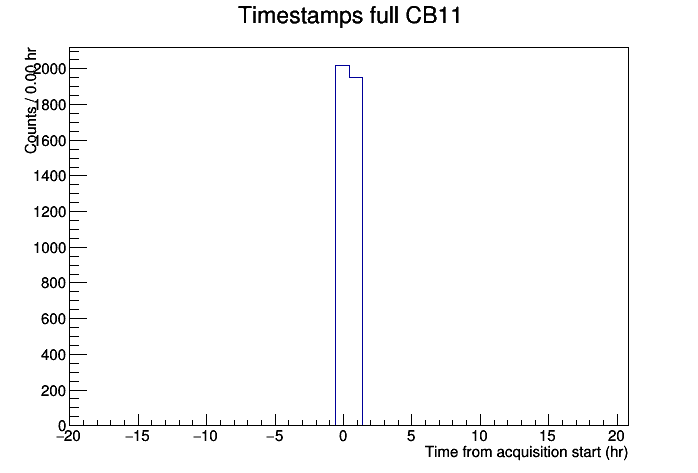 Timestamps full CB11
Counts / 0.00 hr
2000
1800
1600
1400
1200
1000
800
600
400
200
0
−20 −15 −10 −5 0 5 10 15 20
Time from acquisition start (hr)